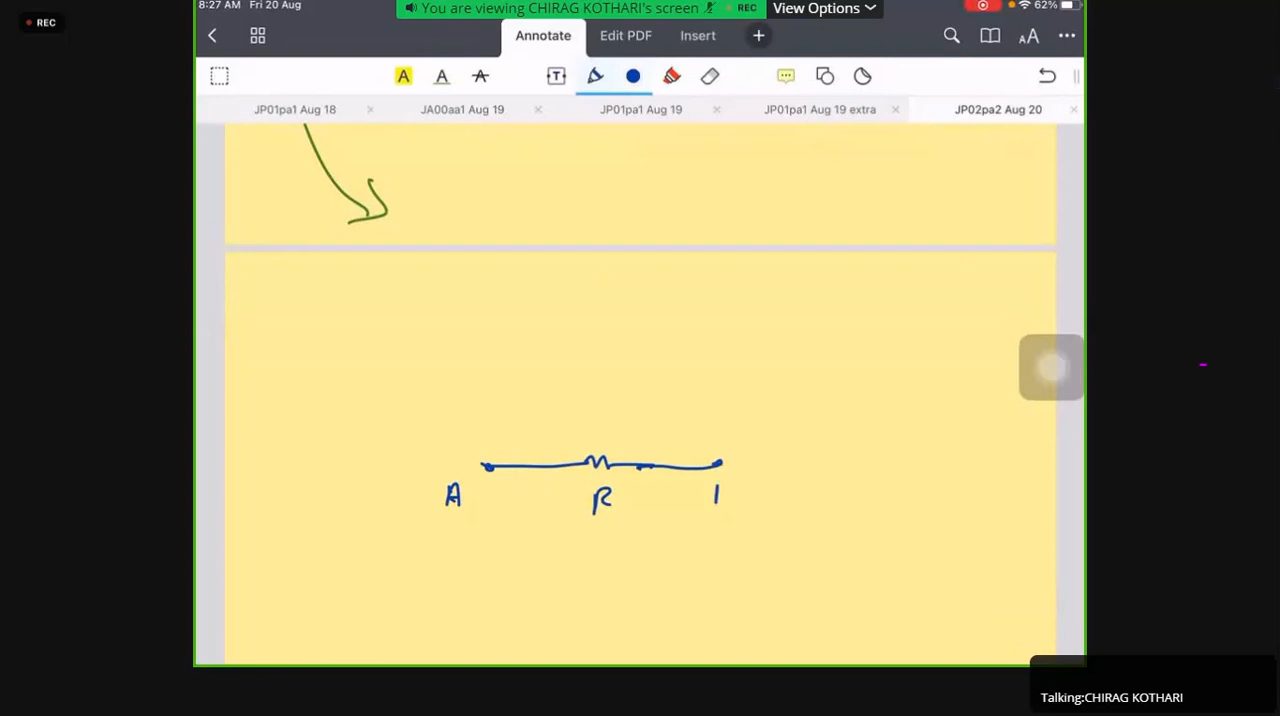 REC
8:27 AM Fri 20 Aug
You are viewing CHIRAG KOTHARI's screen REC
View Options
62%
Annotate Edit PDF Insert
AA
A A A T
JP01pa1 Aug 18 JA00aa1 Aug 19 JP01pa1 Aug 19 JP01pa1 Aug 19 extra JP02pa2 Aug 20
A R 1
Talking:CHIRAG KOTHARI